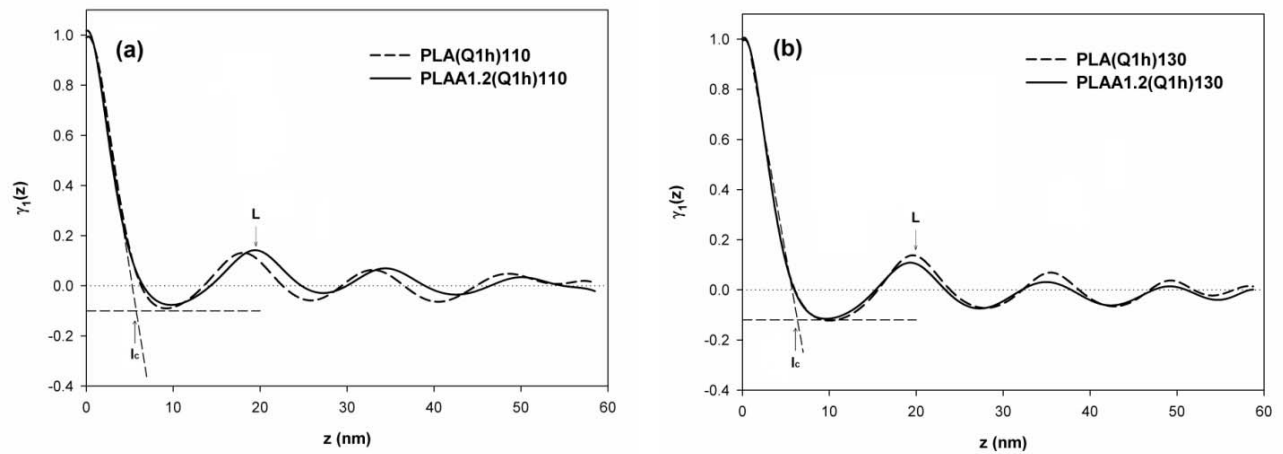 (a)
PLA(Q1h)110
PLAA1.2(Q1h)110
1.0
0.8
0.6
0.4
0.2
0.0
-0.2
-0.4
γ1(z)
L
lc
0 10 20 30 40 50 60
z (nm)
(b)
PLA(Q1h)130
PLAA1.2(Q1h)130
1.0
0.8
0.6
0.4
0.2
0.0
-0.2
-0.4
γ1(z)
L
lc
0 10 20 30 40 50 60
z (nm)